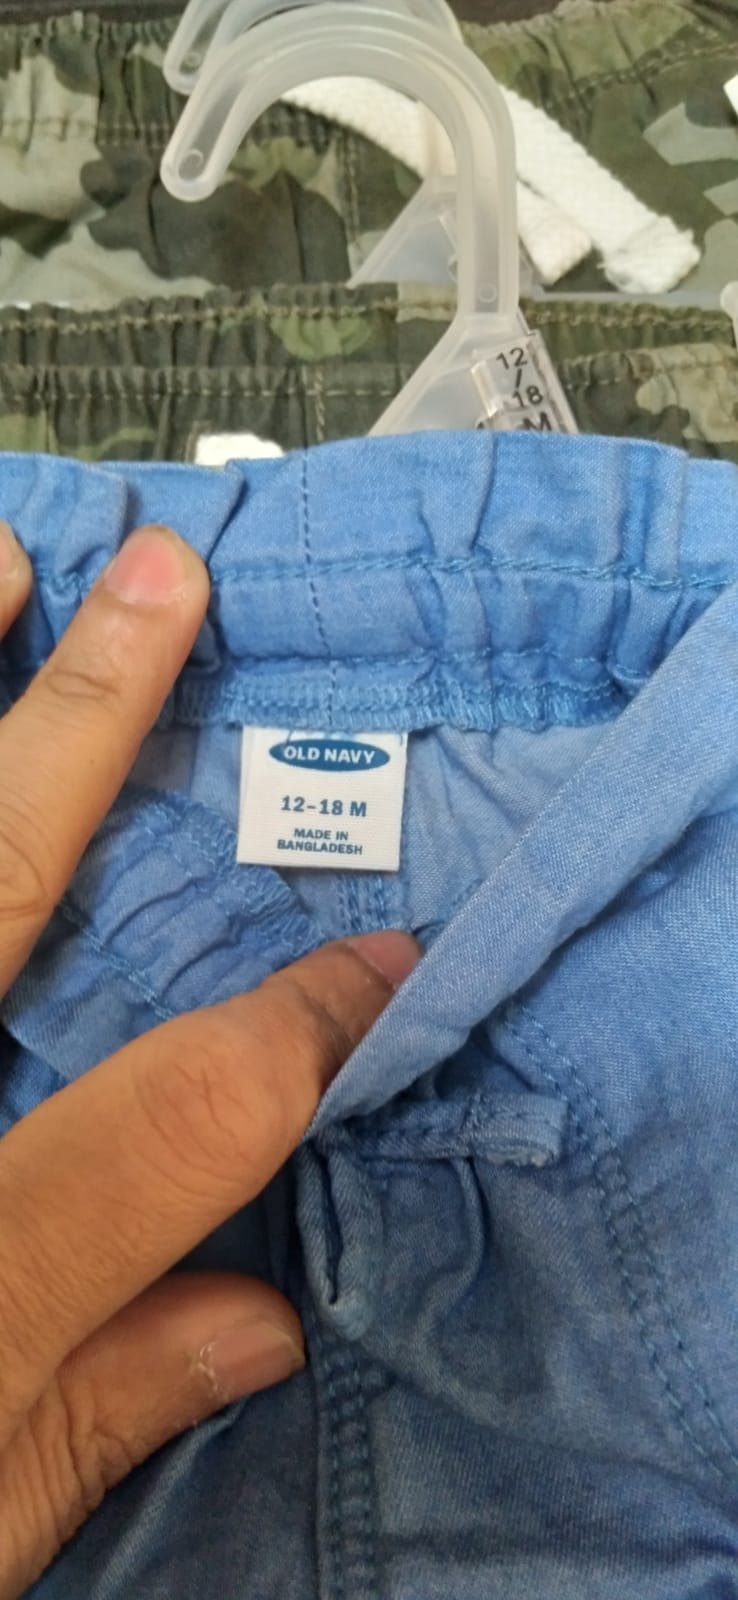 12
/
18
M
OLD NAVY
12-18 M
MADE IN
BANGLADESH